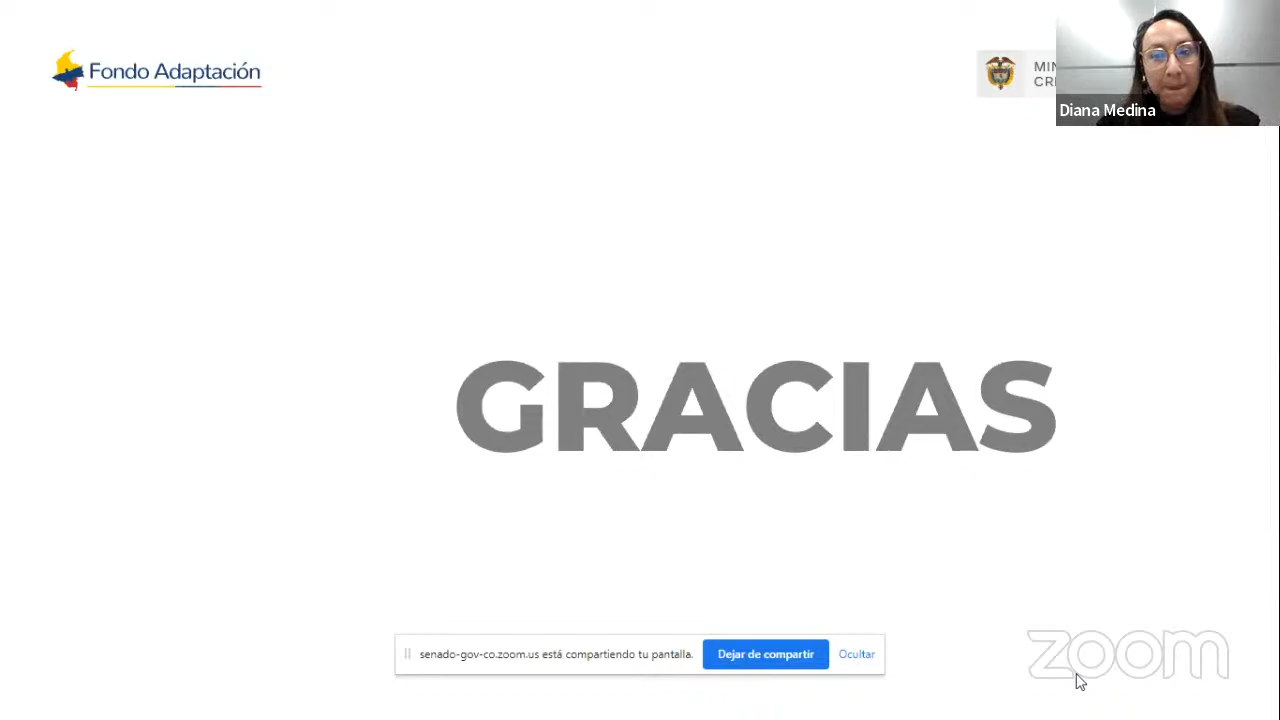 Fondo Adaptación
Diana Medina
GRACIAS
senado-gov-co.zoom.us está compartiendo tu pantalla.
Dejar de compartir
Ocultar
zoom